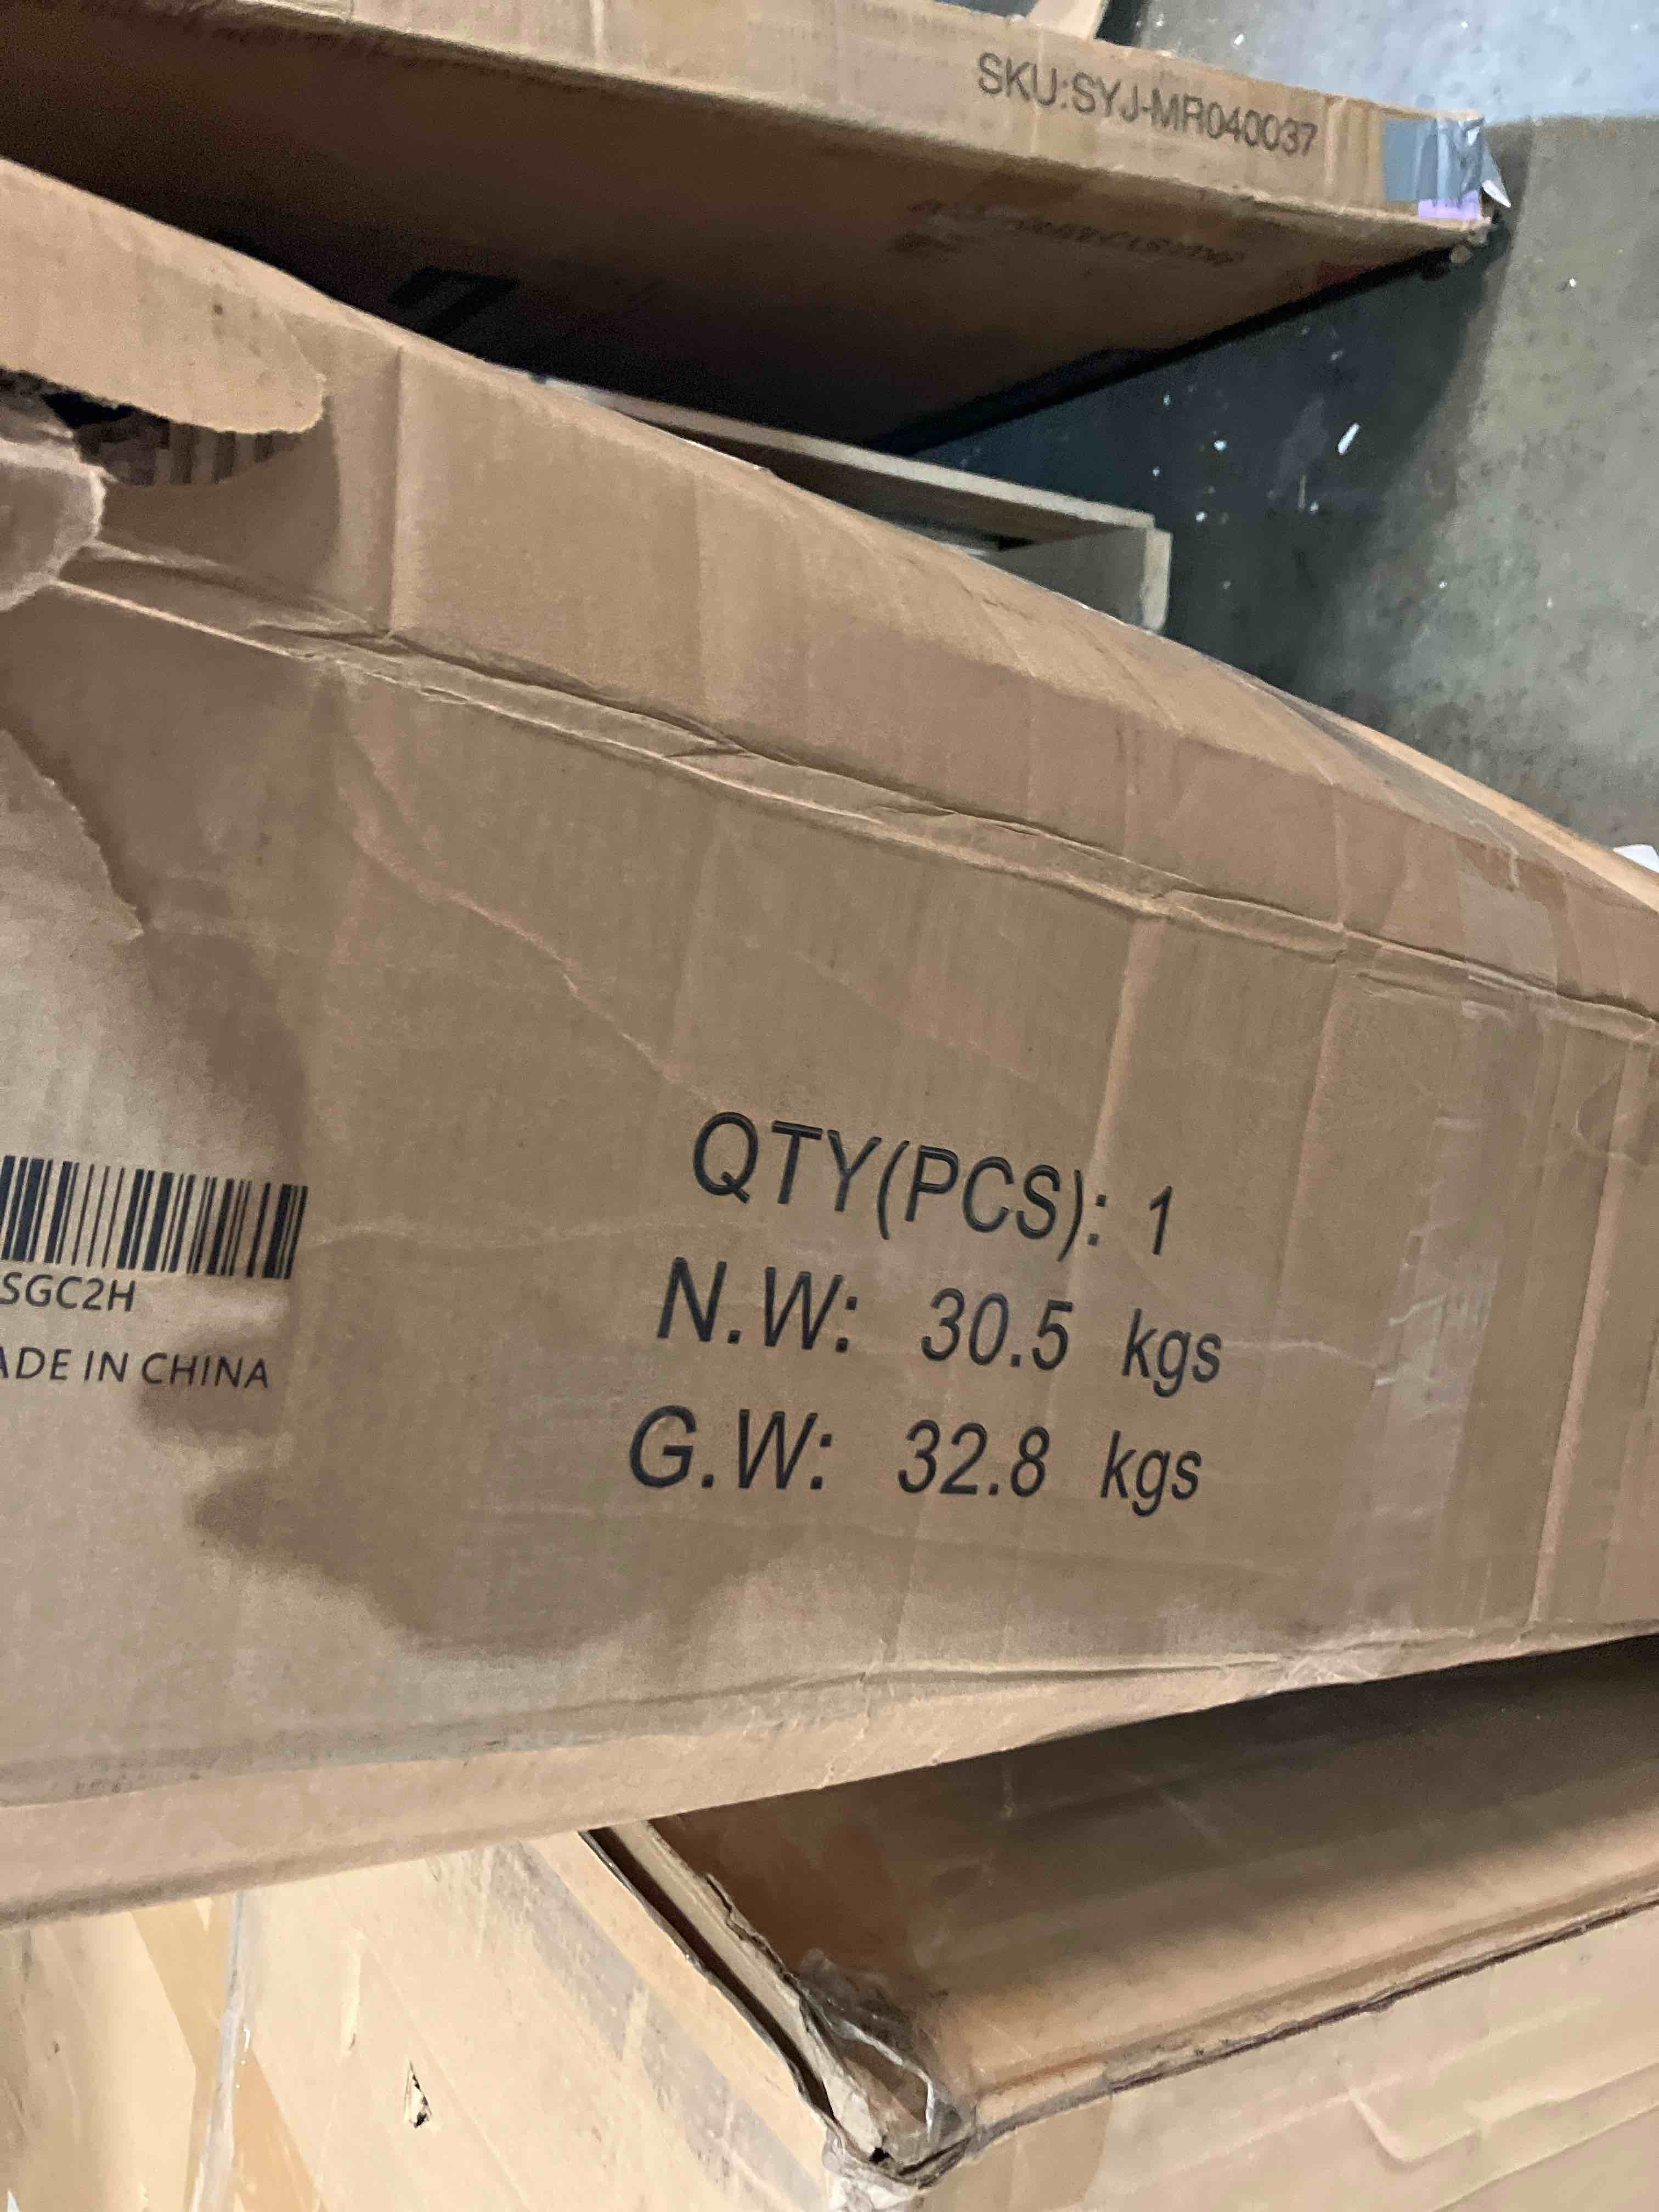 SKU:SYJ-MR040037
SGC2H
ADE IN CHINA
QTY(PCS): 1
N.W: 30.5 kgs
G.W: 32.8 kgs